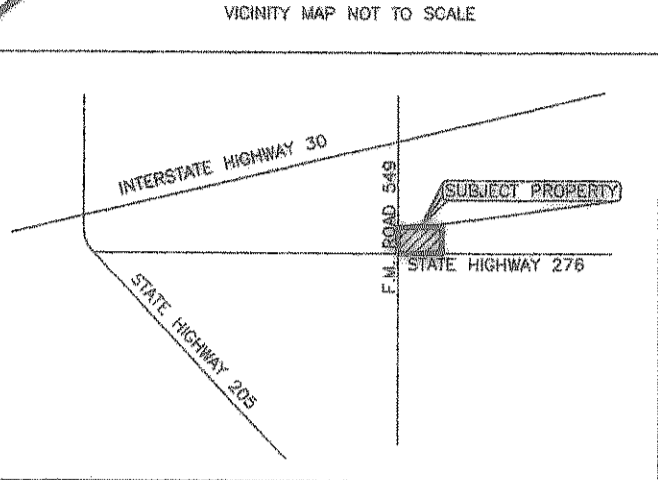 VICINITY MAP NOT TO SCALE
INTERSTATE HIGHWAY 30
F.M. ROAD 549
SUBJECT PROPERTY
STATE HIGHWAY 276
STATE HIGHWAY 205